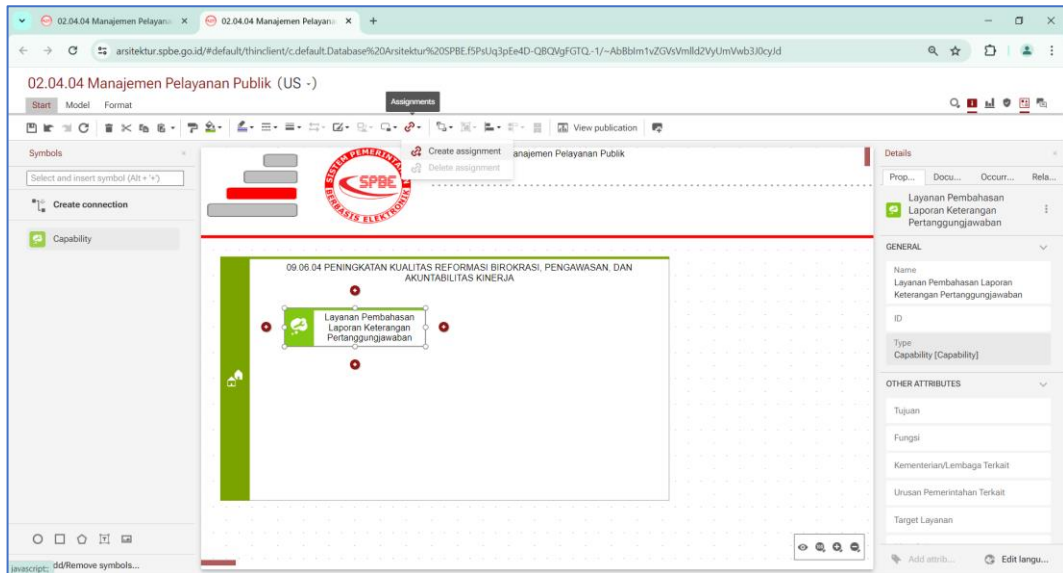 02.04.04 Manajemen Pelayan
02.04.04 Manajemen Pelayan
arsitektur.spbe.go.id/#default/thinclient/c.default.Database%20Arsitektur%20SPBE.f5PsUq3pEe4D-QBQVgFGTQ.-1/~AbBbIm1vZGVsVmlld2VyUmVwb3J0cyJd
02.04.04 Manajemen Pelayanan Publik (US -)
Start Model Format
Assignments
View publication
Create assignment
Delete assignment
Symbols
Select and insert symbol (Alt + '+')
Create connection
Capability
SISTEM PEMERINTA
SPBE
BERBASIS ELEKTRONIK
anajemen Pelayanan Publik
09.06.04 PENINGKATAN KUALITAS REFORMASI BIROKRASI, PENGAWASAN, DAN
AKUNTABILITAS KINERJA
Layanan Pembahasan
Laporan Keterangan
Pertanggungjawaban
Details
Prop... Docu... Occurr... Rela...
Layanan Pembahasan
Laporan Keterangan
Pertanggungjawaban
GENERAL
Name
Layanan Pembahasan Laporan
Keterangan Pertanggungjawaban
ID
Type
Capability [Capability]
OTHER ATTRIBUTES
Tujuan
Fungsi
Kementerian/Lembaga Terkait
Urusan Pemerintahan Terkait
Target Layanan
Add attrib... Edit langu...
javascript:; dd/Remove symbols...